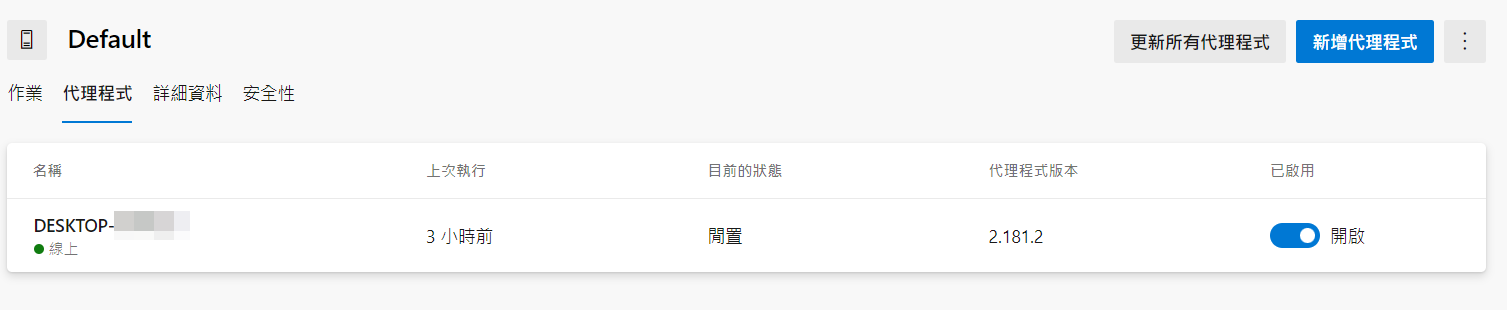 Default
更新所有代理程式
新增代理程式
作業 代理程式 詳細資料 安全性
名稱 上次執行 目前的狀態 代理程式版本 已啟用
DESKTOP-
線上
3 小時前
閒置
2.181.2
開啟